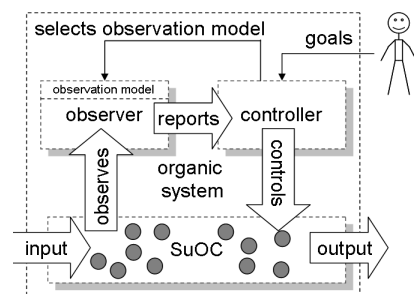 selects observation model
goals
observation model
observer
reports
controller
observes
organic
system
controls
input
SuOC
output